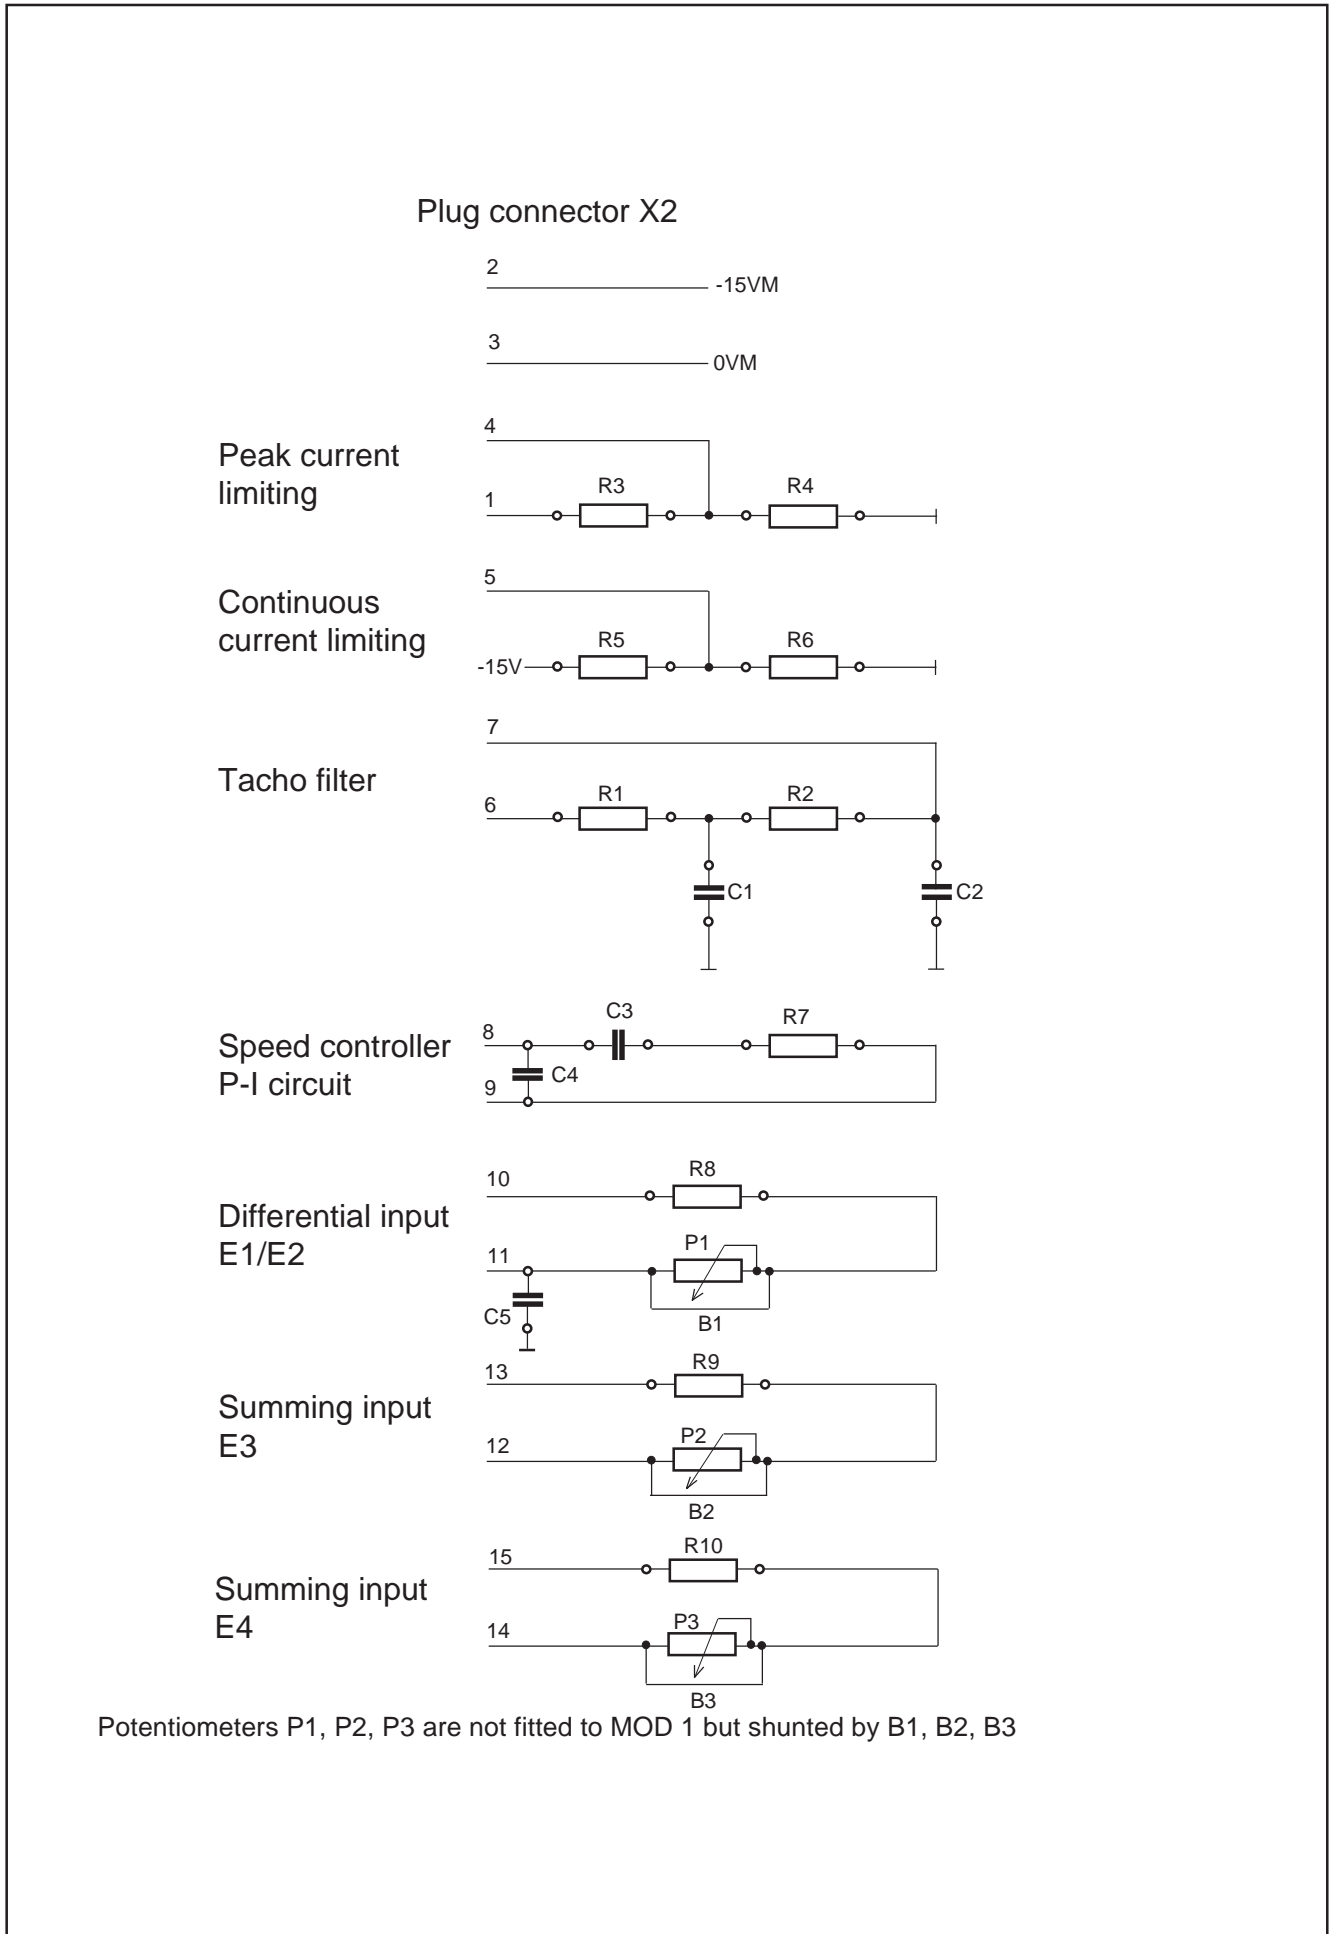 Plug connector X2
2
-15VM
3
0VM
4
Peak current
limiting
R3
R4
1
5
Continuous
current limiting
R5
R6
-15V
7
Tacho filter
R1
R2
6
C1
C2
C3
R7
8
Speed controller
P-I circuit
C4
9
R8
10
Differential input
E1/E2
P1
11
C5
B1
R9
13
Summing input
E3
P2
12
B2
R10
15
Summing input
E4
P3
14
B3
Potentiometers P1, P2, P3 are not fitted to MOD 1 but shunted by B1, B2, B3